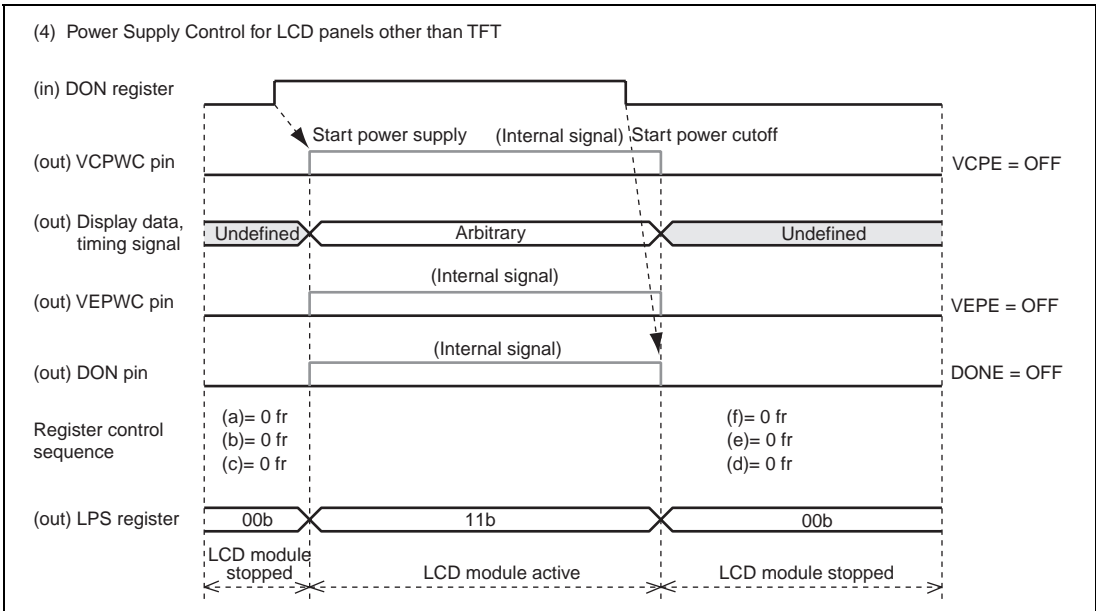 (4) Power Supply Control for LCD panels other than TFT
(in) DON register
Start power supply (Internal signal) Start power cutoff
(out) VCPWC pin VCPE = OFF
(out) Display data,
timing signal
Undefined Arbitrary Undefined
(Internal signal)
(out) VEPWC pin VEPE = OFF
(Internal signal)
(out) DON pin DONE = OFF
Register control
sequence
(a)= 0 fr (f)= 0 fr
(b)= 0 fr (e)= 0 fr
(c)= 0 fr (d)= 0 fr
(out) LPS register 00b 11b 00b
LCD module
stopped LCD module active LCD module stopped